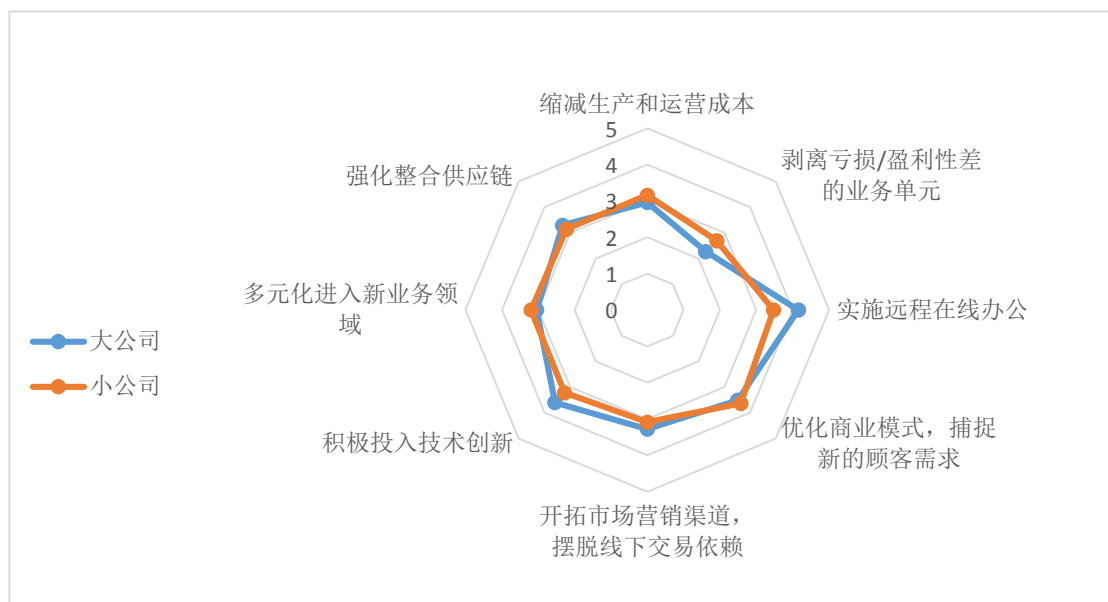 缩减生产和运营成本
5
4
3
2
1
0
剥离亏损/盈利性差
的业务单元
实施远程在线办公
优化商业模式，捕捉
新的顾客需求
开拓市场营销渠道，
摆脱线下交易依赖
积极投入技术创新
多元化进入新业务领
域
强化整合供应链
大公司
小公司